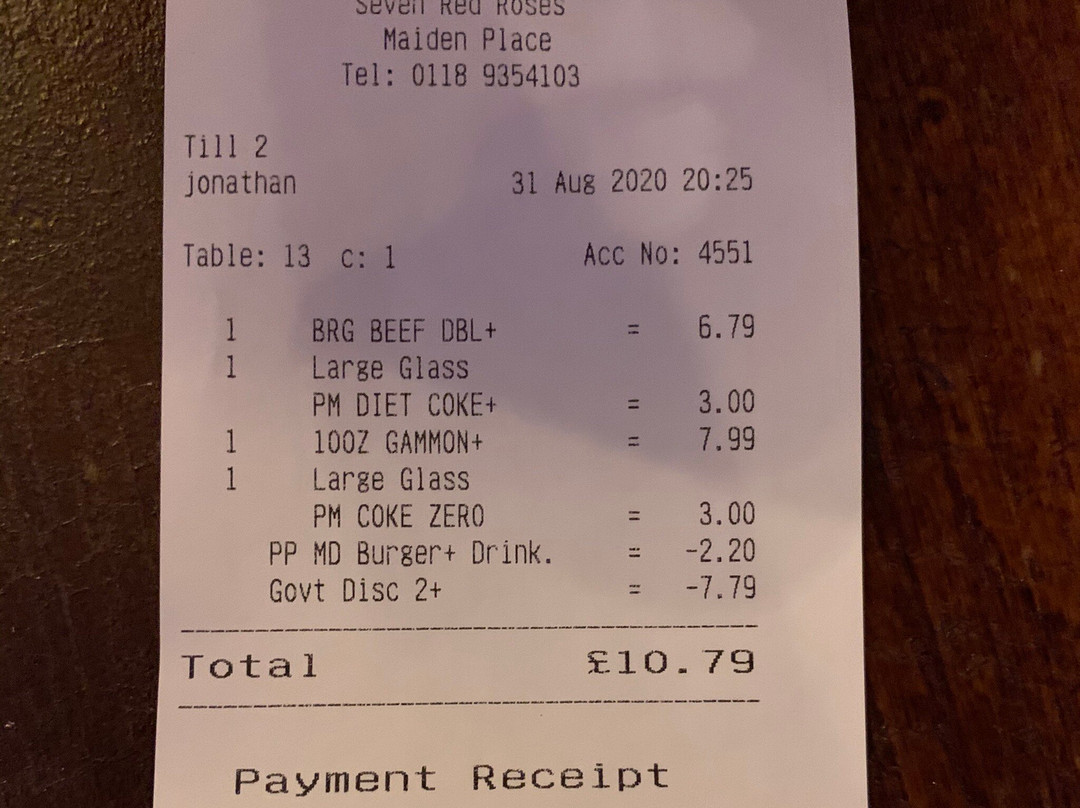 Seven Red Roses
Maiden Place
Tel: 0118 9354103
Till 2
jonathan 31 Aug 2020 20:25
Table: 13 c: 1 Acc No: 4551
1 BRG BEEF DBL+ = 6.79
1 Large Glass
PM DIET COKE+ = 3.00
1 10OZ GAMMON+ = 7.99
1 Large Glass
PM COKE ZERO = 3.00
PP MD Burger+ Drink. = -2.20
Govt Disc 2+ = -7.79
Total £10.79
Payment Receipt